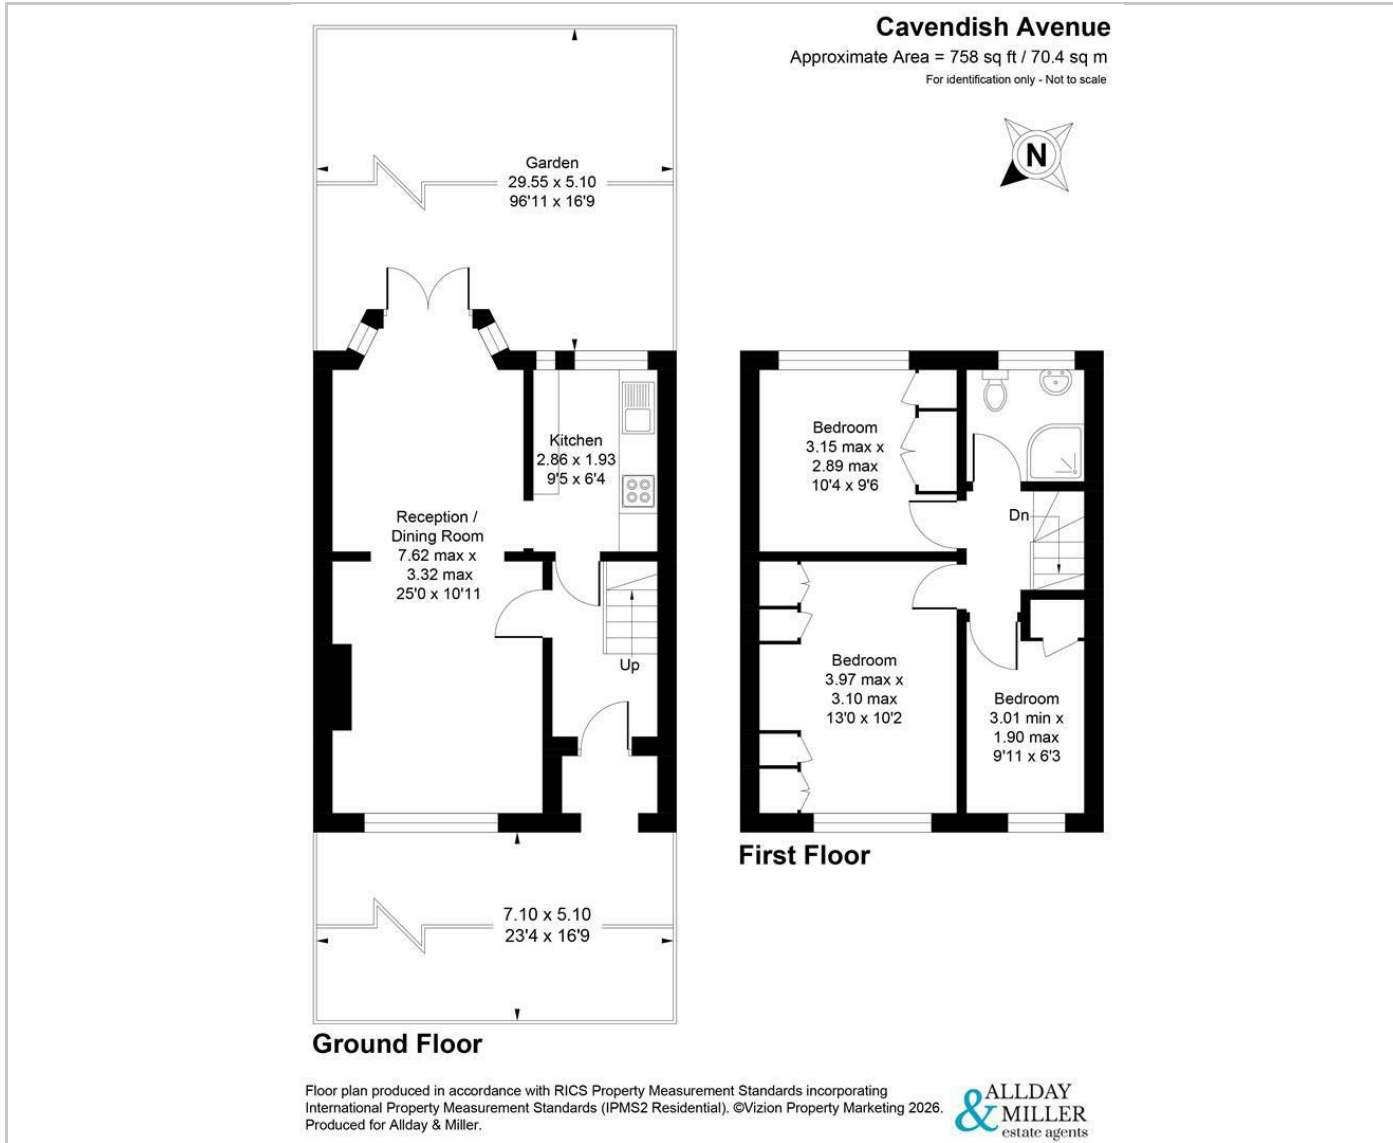 Cavendish Avenue
Approximate Area = 758 sq ft / 70.4 sq m
For identification only - Not to scale
N
Garden
29.55 x 5.10
96'11 x 16'9
Kitchen
2.86 x 1.93
9'5 x 6'4
Reception /
Dining Room
7.62 max x
3.32 max
25'0 x 10'11
Up
7.10 x 5.10
23'4 x 16'9
Ground Floor
Bedroom
3.15 max x
2.89 max
10'4 x 9'6
Dn
Bedroom
3.97 max x
3.10 max
13'0 x 10'2
Bedroom
3.01 min x
1.90 max
9'11 x 6'3
First Floor
Floor plan produced in accordance with RICS Property Measurement Standards incorporating
International Property Measurement Standards (IPMS2 Residential). ©Vizion Property Marketing 2026.
Produced for Allday & Miller.
ALLDAY
& MILLER
estate agents